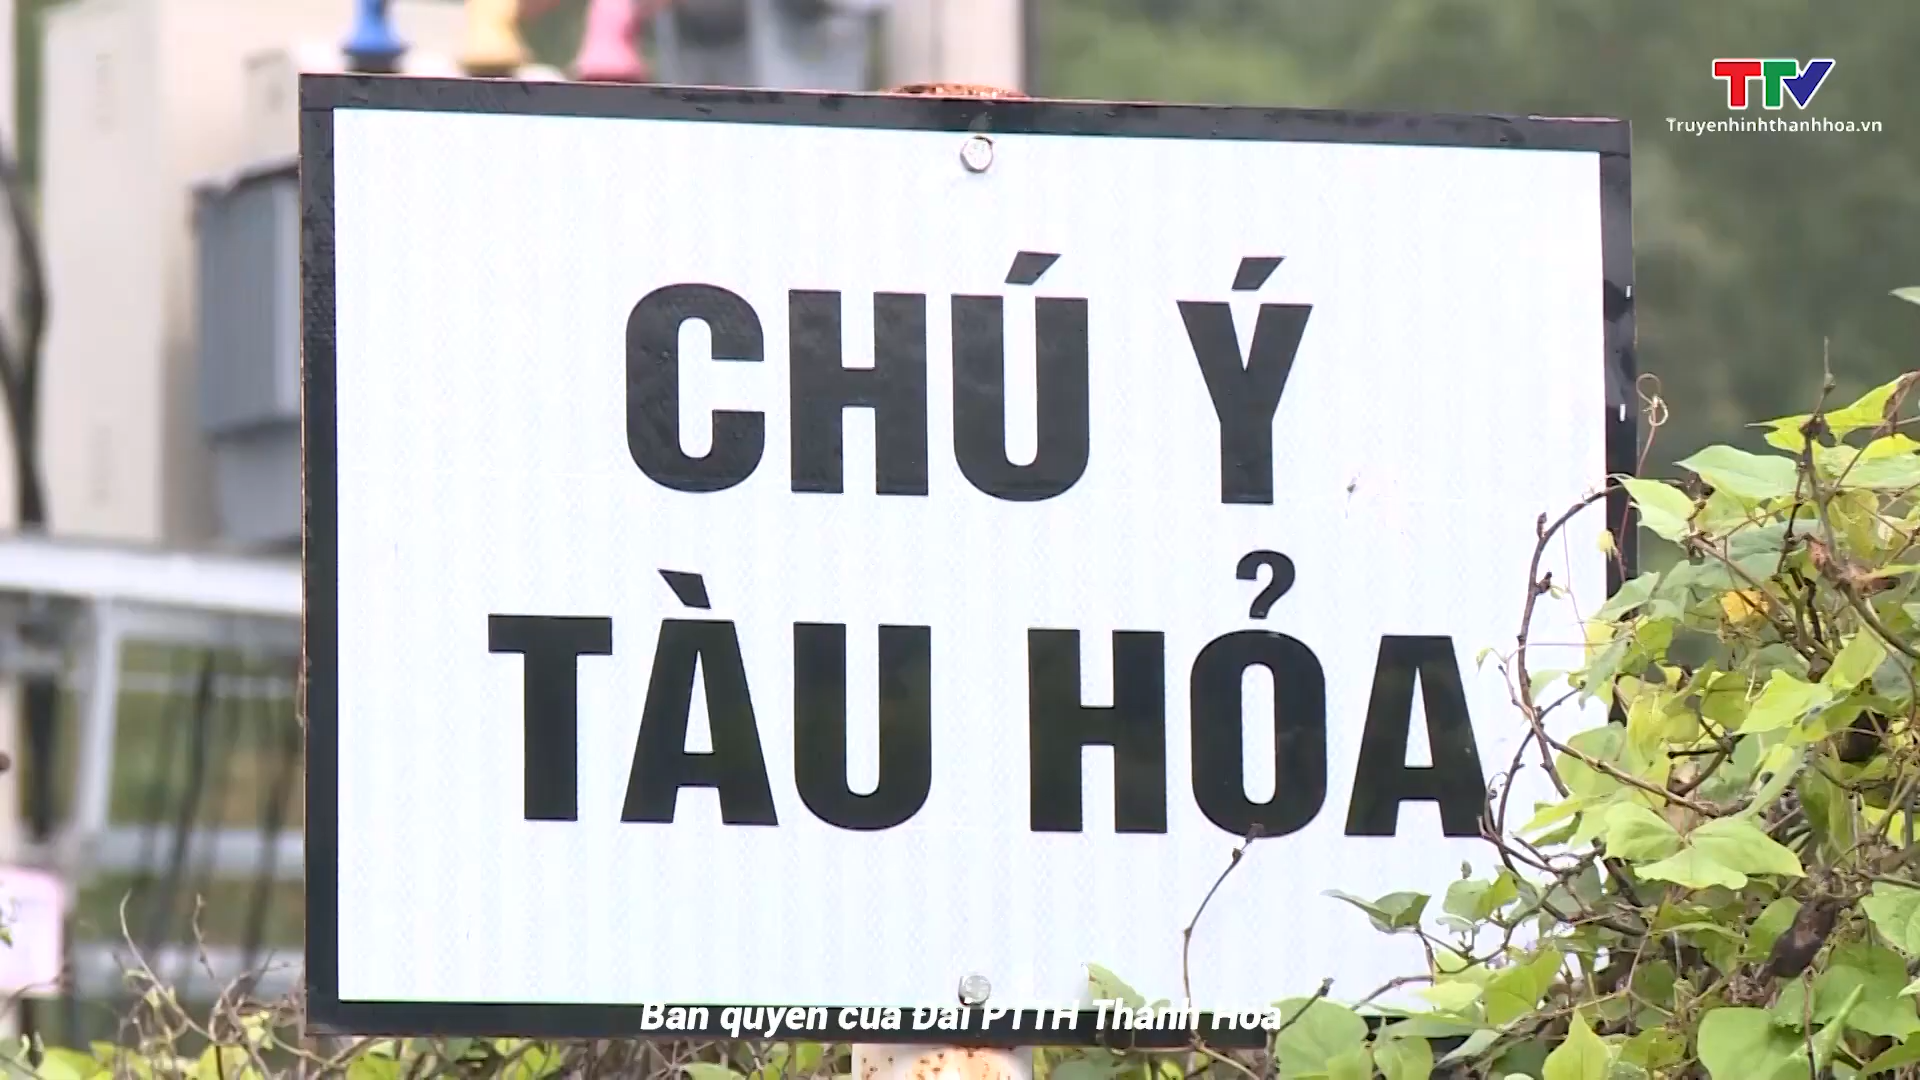 TTV
Truyenhinhthanhhoa.vn
CHÚ Ý
TÀU HỎA
Bản quyền của Đài PTTH Thanh Hóa